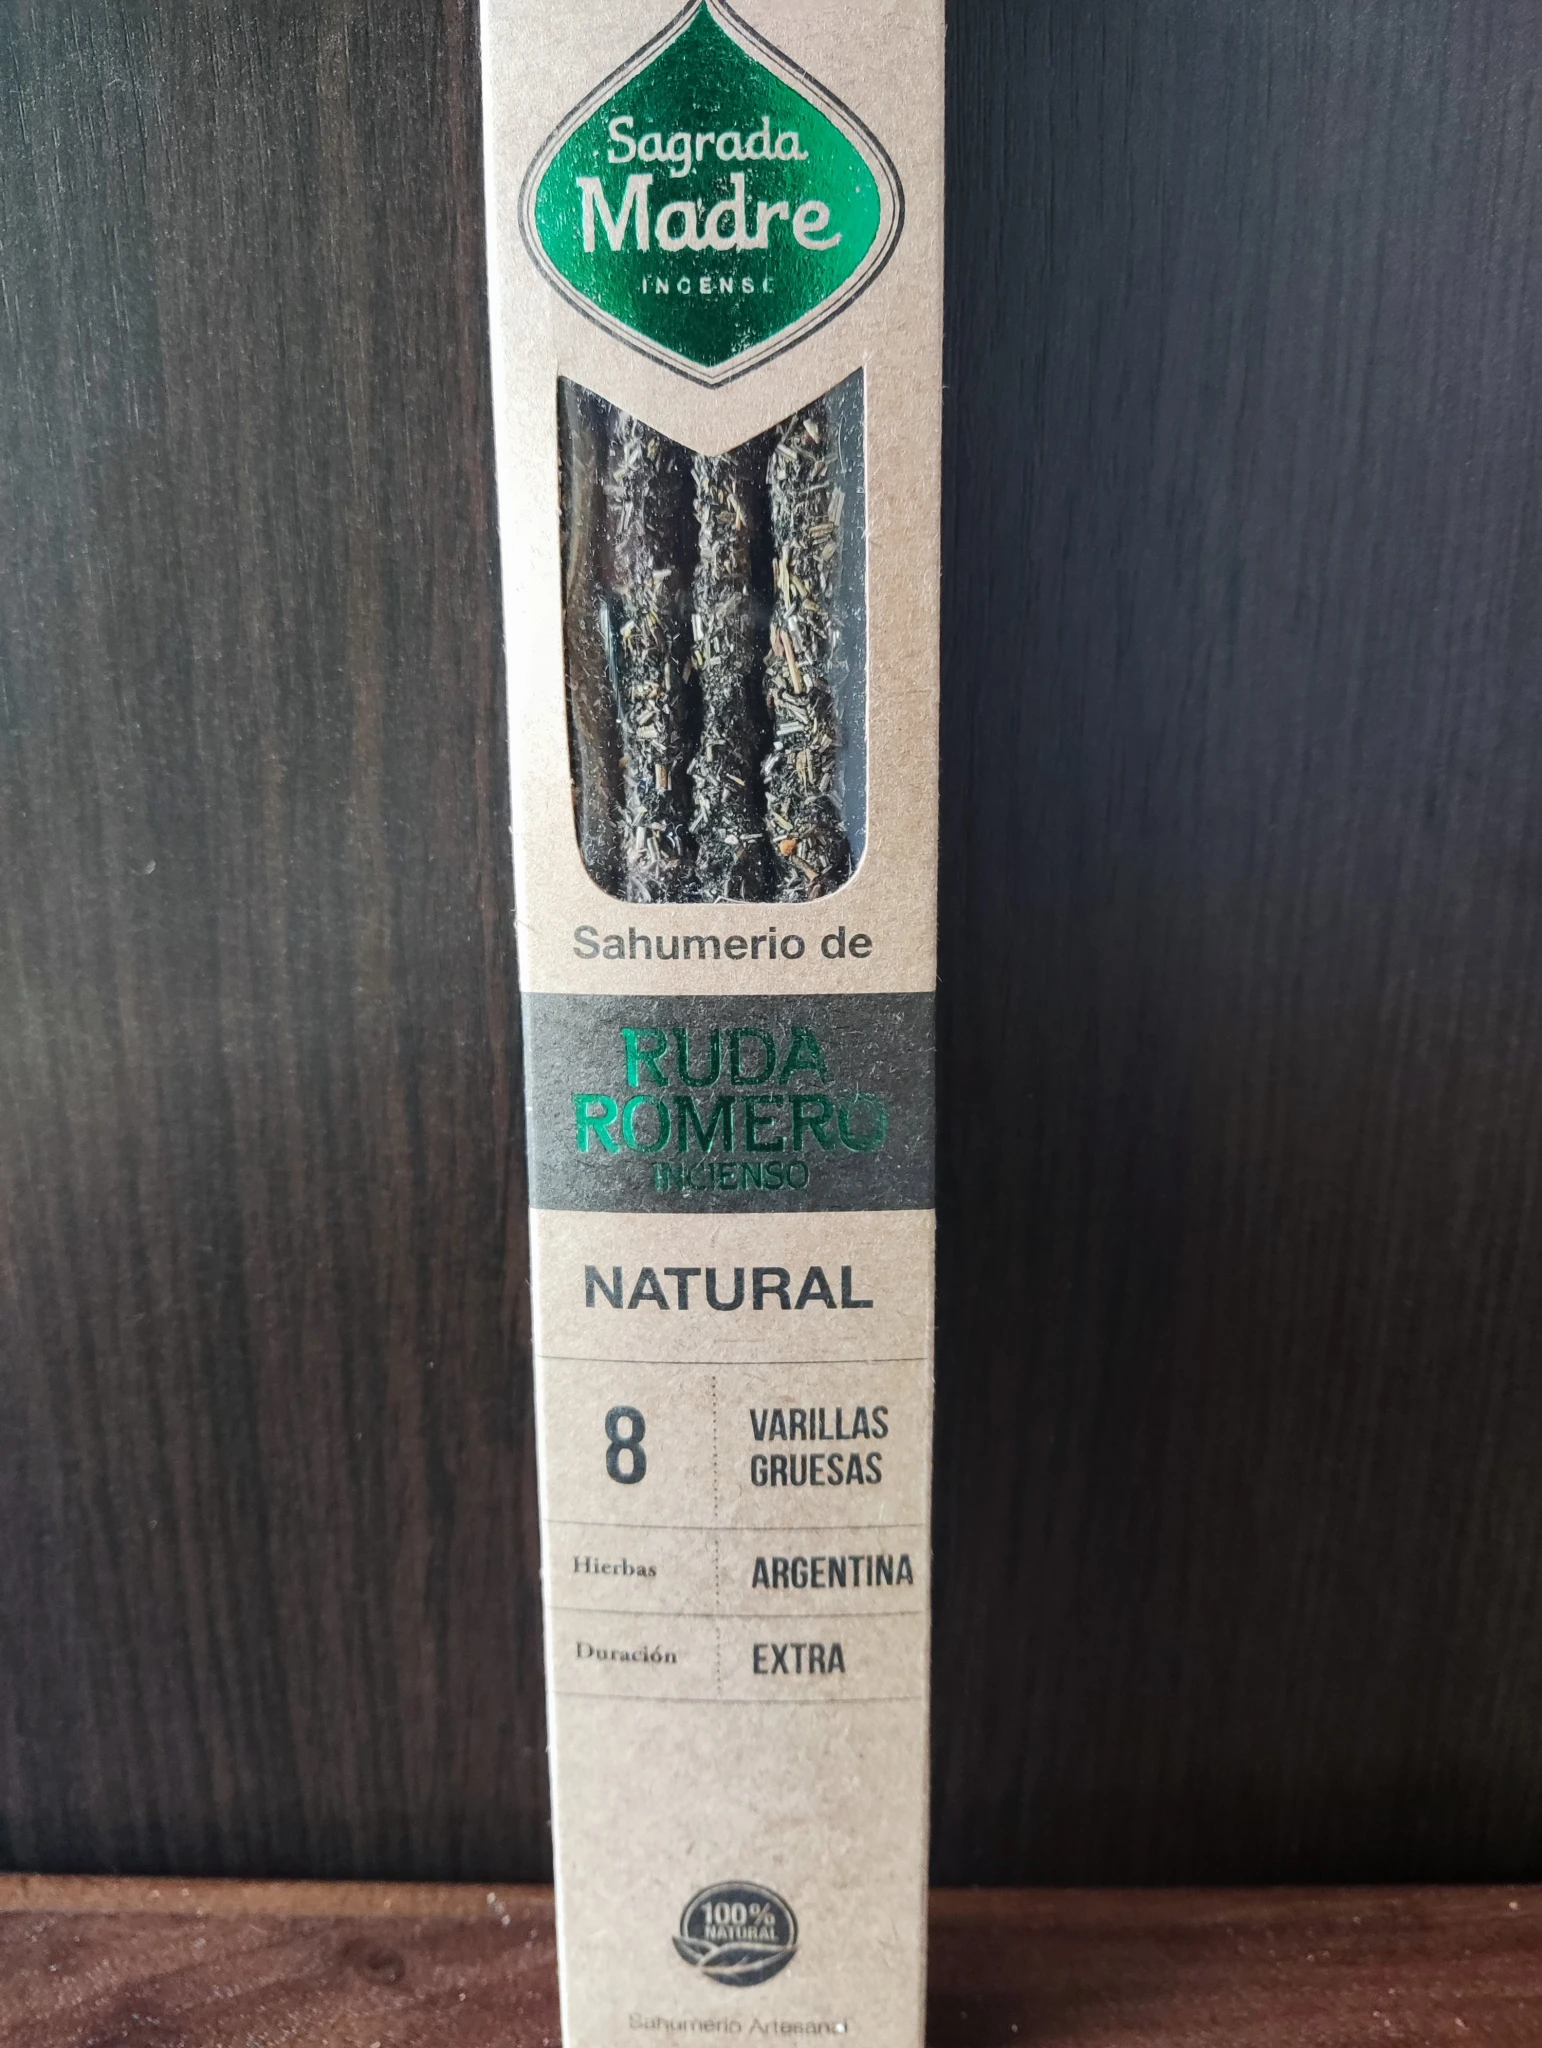 Sagrada
Madre
INCENSE
Sahumerio de
RUDA
ROMERO
INCIENSO
NATURAL
8 VARILLAS
GRUESAS
Hierbas ARGENTINA
Duración EXTRA
100%
NATURAL
Sahumerio Artesanal